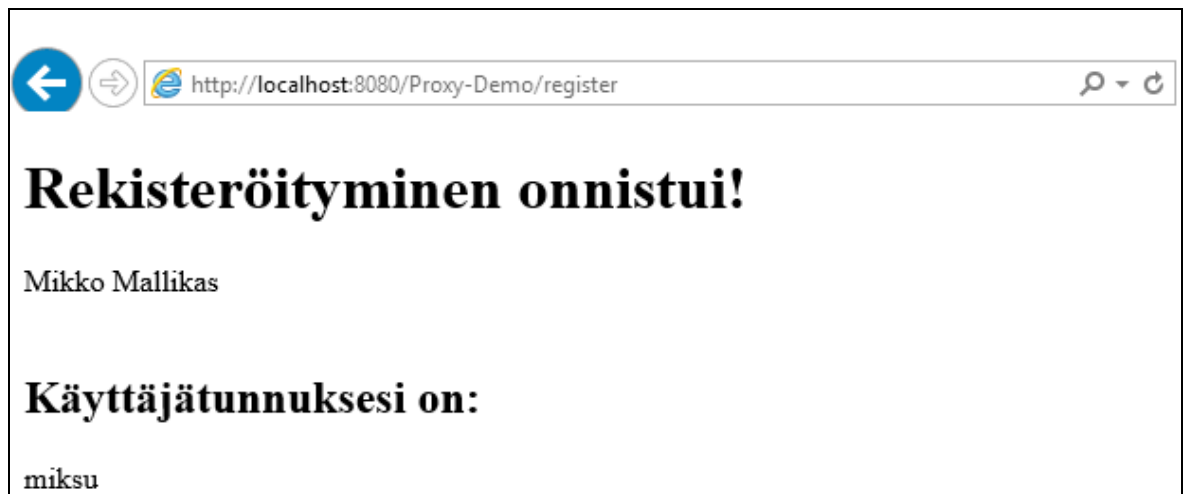 http://localhost:8080/Proxy-Demo/register
Rekisteröityminen onnistui!
Mikko Mallikas
Käyttäjätunnuksesi on:
miksu